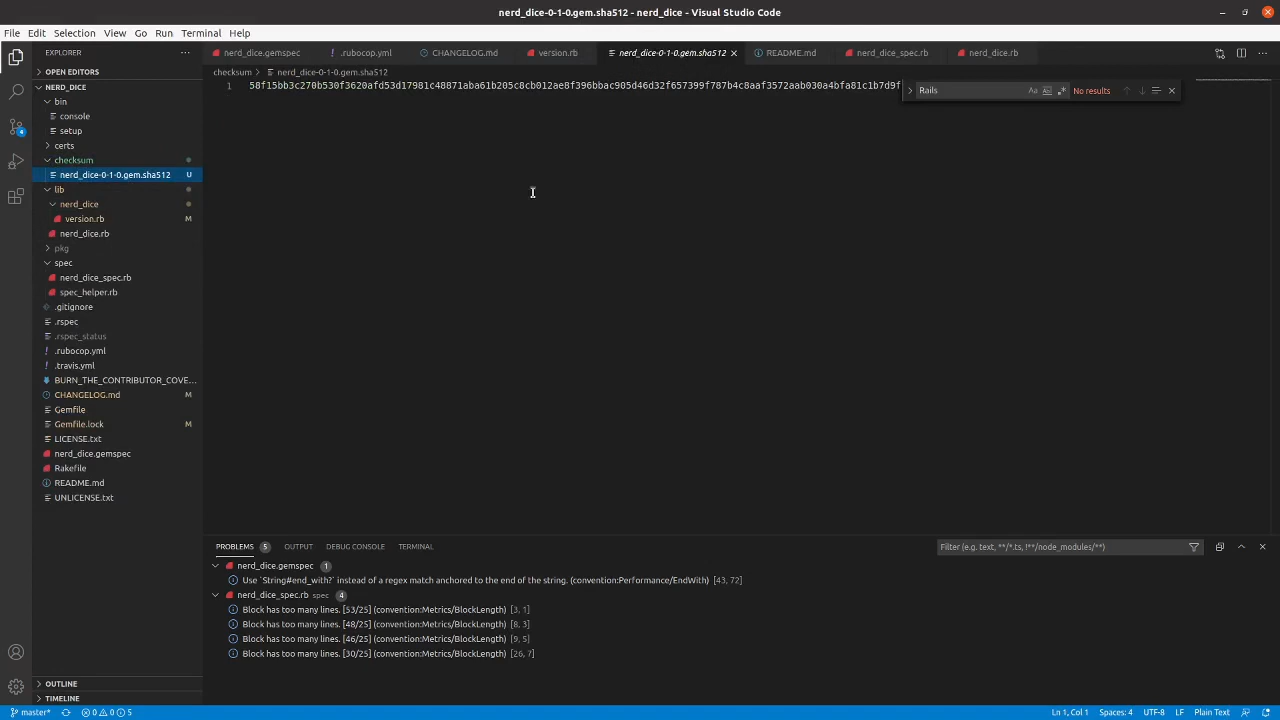 nerd_dice-0-1-0.gem.sha512 - nerd_dice - Visual Studio Code
File Edit Selection View Go Run Terminal Help
EXPLORER
nerd_dice.gemspec
.rubocop.yml
CHANGELOG.md
version.rb
nerd_dice-0-1-0.gem.sha512
README.md
nerd_dice_spec.rb
nerd_dice.rb
OPEN EDITORS
checksum > nerd_dice-0-1-0.gem.sha512
NERD_DICE
1 58f15bb3c270b530f3620afd53d17981c48871aba61b205c8cb012ae8f396bbac905d46d32f657399f787b4c8aaf3572aab030a4bfa81c1b7d9f
Rails
Aa
No results
bin
console
setup
4
certs
checksum
nerd_dice-0-1-0.gem.sha512 U
lib
nerd_dice
version.rb M
nerd_dice.rb
pkg
spec
nerd_dice_spec.rb
spec_helper.rb
.gitignore
.rspec
.rspec_status
.rubocop.yml
.travis.yml
BURN_THE_CONTRIBUTOR_COVE...
CHANGELOG.md M
Gemfile
Gemfile.lock M
LICENSE.txt
nerd_dice.gemspec
Rakefile
README.md
UNLICENSE.txt
PROBLEMS 5 OUTPUT DEBUG CONSOLE TERMINAL
Filter (e.g. text, **/*.ts, !**/node_modules/**)
nerd_dice.gemspec 1
Use `String#end_with?` instead of a regex match anchored to the end of the string. (convention:Performance/EndWith) [43, 72]
nerd_dice_spec.rb spec 4
Block has too many lines. [53/25] (convention:Metrics/BlockLength) [3, 1]
Block has too many lines. [48/25] (convention:Metrics/BlockLength) [8, 3]
Block has too many lines. [46/25] (convention:Metrics/BlockLength) [9, 5]
Block has too many lines. [30/25] (convention:Metrics/BlockLength) [26, 7]
OUTLINE
TIMELINE
master* 0 0 5
Ln 1, Col 1 Spaces: 4 UTF-8 LF Plain Text